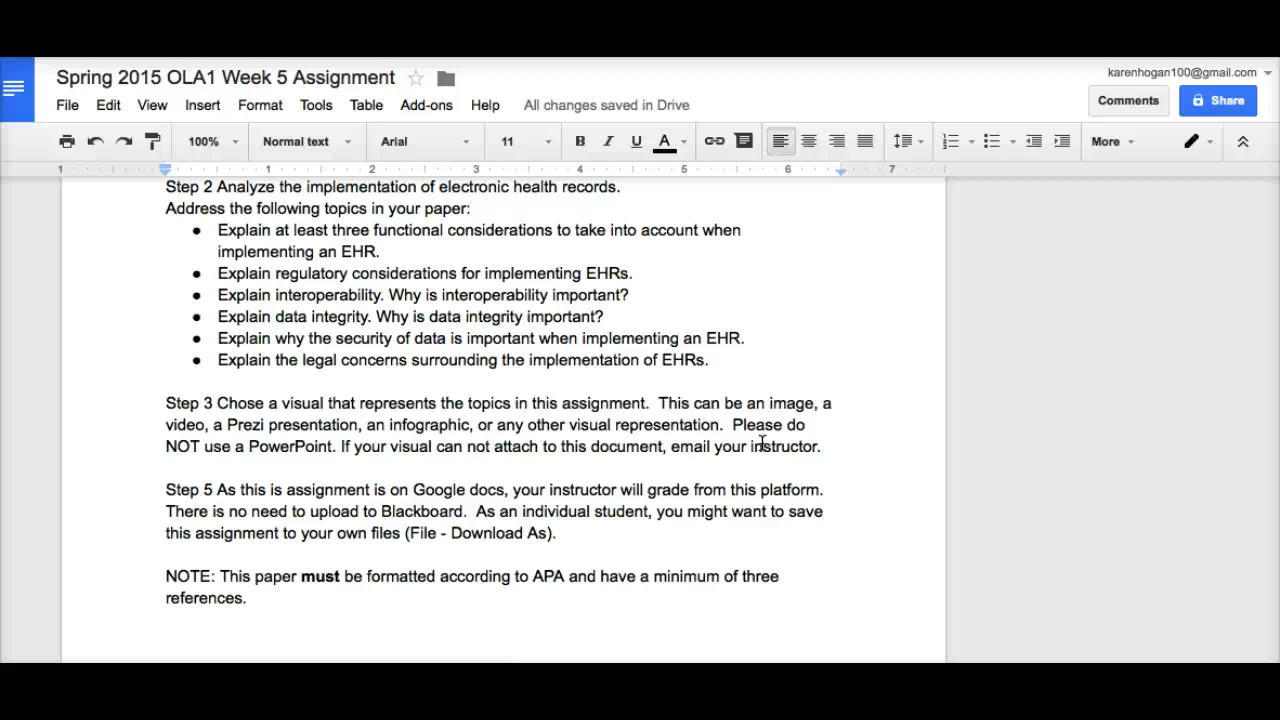 Spring 2015 OLA1 Week 5 Assignment
karenhogan100@gmail.com
File Edit View Insert Format Tools Table Add-ons Help All changes saved in Drive
Comments Share
100% Normal text Arial 11 B I U A More
1 1 2 3 4 5 6 7
Step 2 Analyze the implementation of electronic health records.
Address the following topics in your paper:
● Explain at least three functional considerations to take into account when
implementing an EHR.
● Explain regulatory considerations for implementing EHRs.
● Explain interoperability. Why is interoperability important?
● Explain data integrity. Why is data integrity important?
● Explain why the security of data is important when implementing an EHR.
● Explain the legal concerns surrounding the implementation of EHRs.
Step 3 Chose a visual that represents the topics in this assignment. This can be an image, a
video, a Prezi presentation, an infographic, or any other visual representation. Please do
NOT use a PowerPoint. If your visual can not attach to this document, email your instructor.
Step 5 As this is assignment is on Google docs, your instructor will grade from this platform.
There is no need to upload to Blackboard. As an individual student, you might want to save
this assignment to your own files (File - Download As).
NOTE: This paper must be formatted according to APA and have a minimum of three
references.